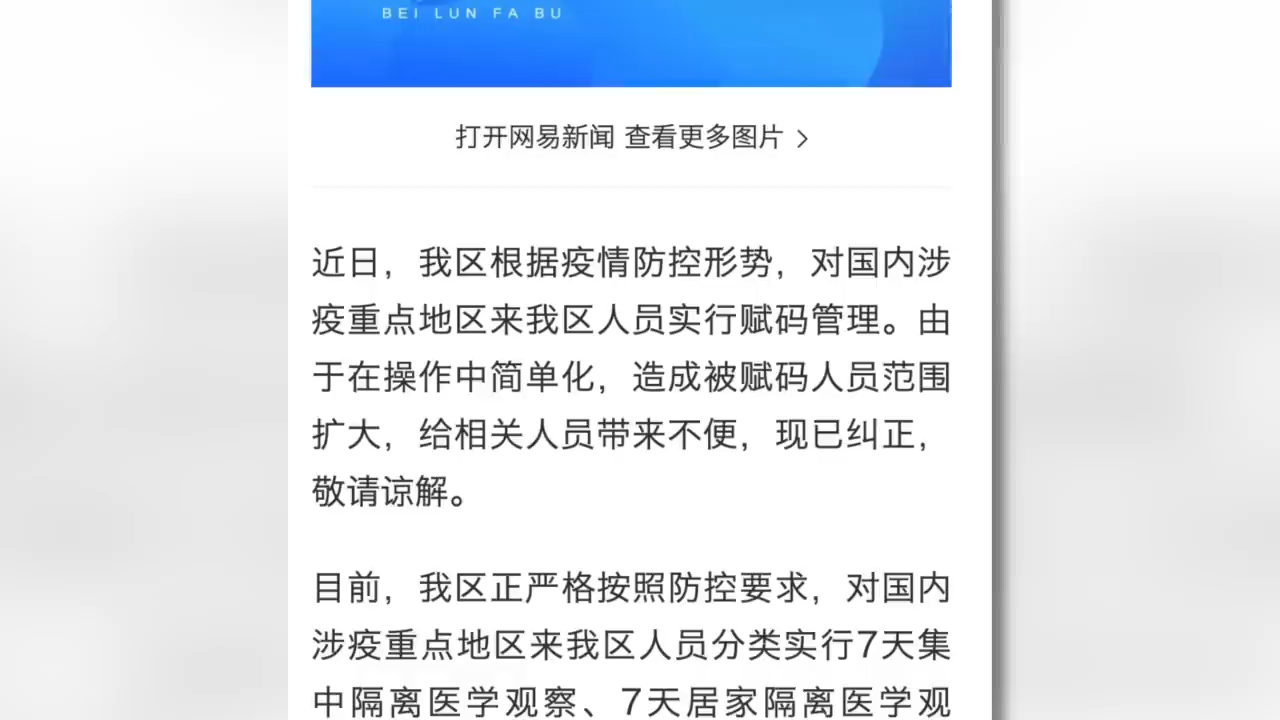 BEI LUN FA BU
打开网易新闻 查看更多图片 >
近日，我区根据疫情防控形势，对国内涉
疫重点地区来我区人员实行赋码管理。由
于在操作中简单化，造成被赋码人员范围
扩大，给相关人员带来不便，现已纠正，
敬请谅解。
目前，我区正严格按照防控要求，对国内
涉疫重点地区来我区人员分类实行7天集
中隔离医学观察、7天居家隔离医学观